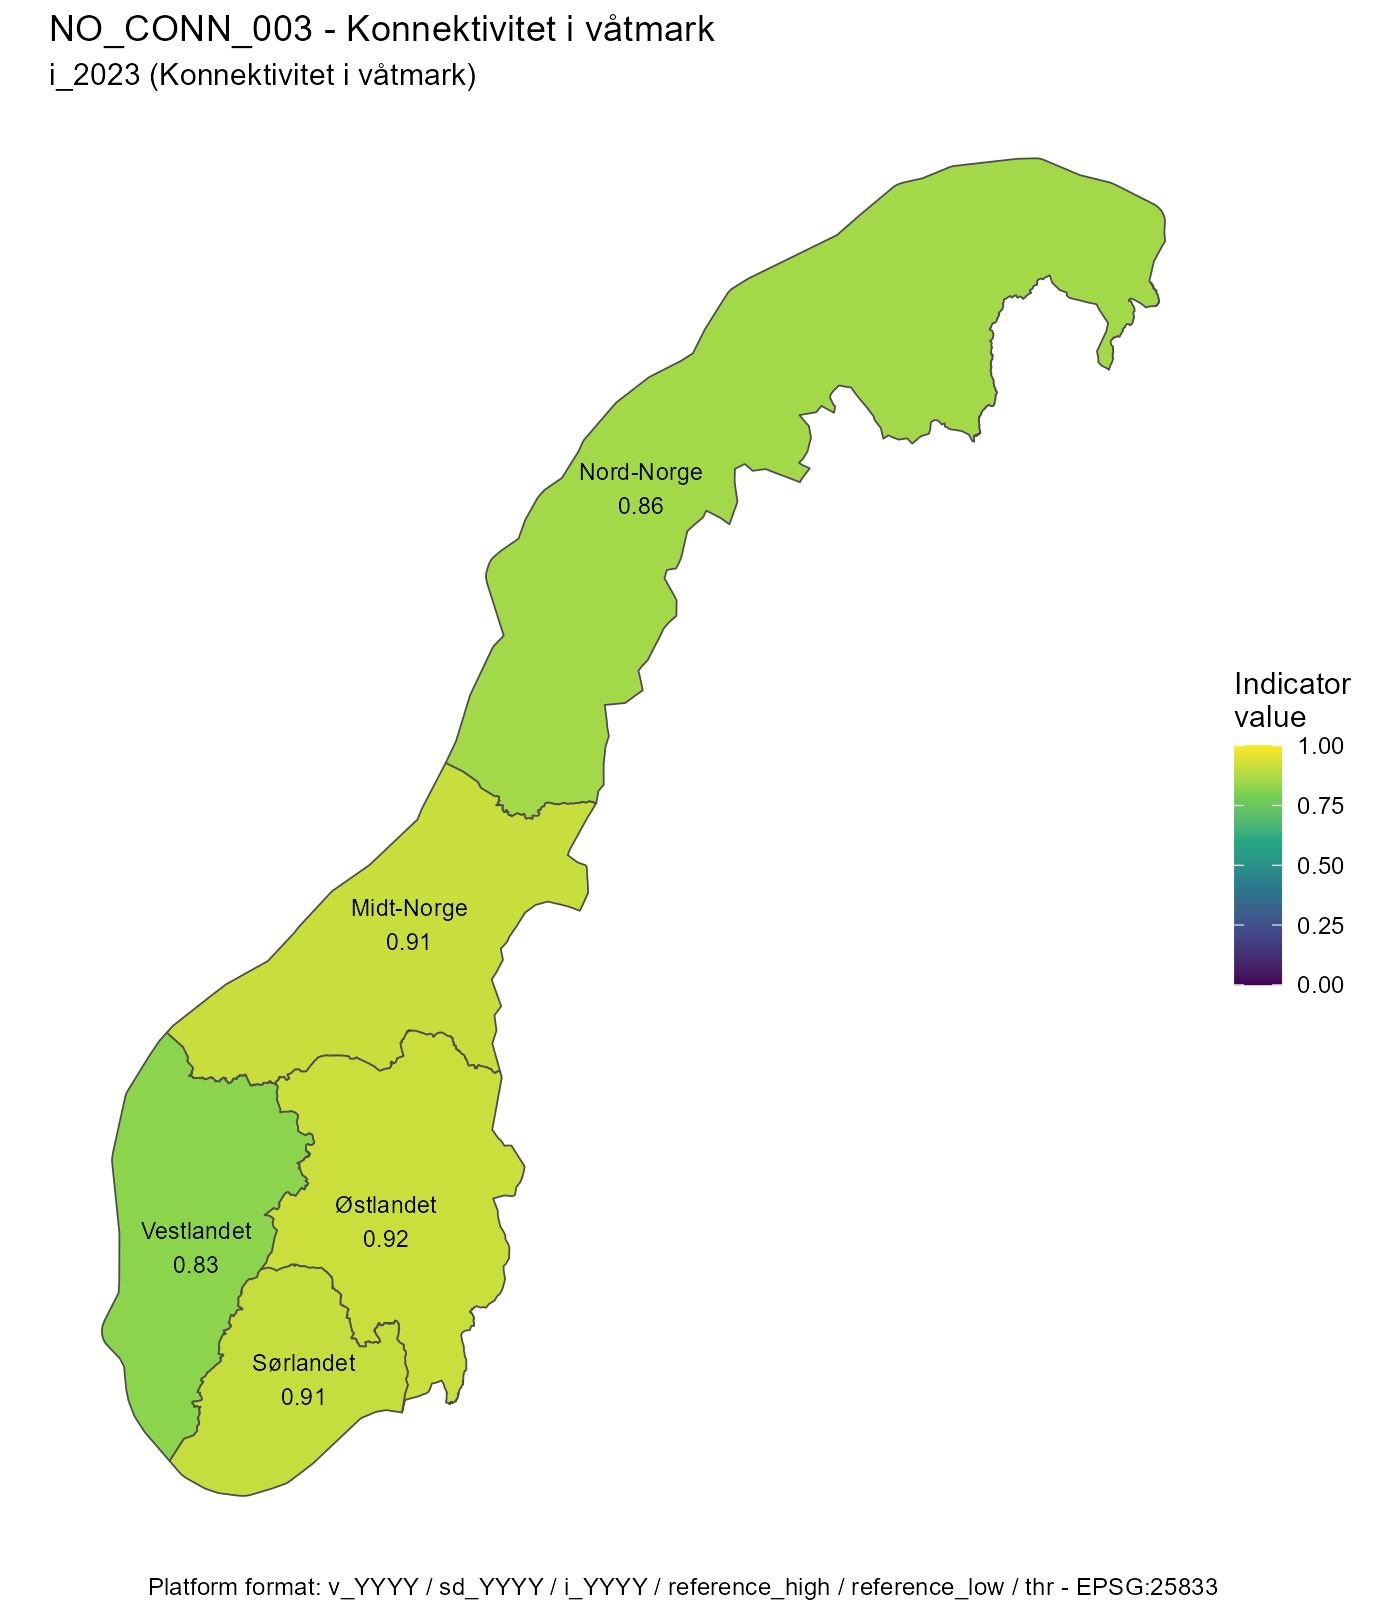 NO_CONN_003 - Konnektivitet i våtmark
i_2023 (Konnektivitet i våtmark)
Nord-Norge
0.86
Indicator
value
1.00
0.75
0.50
0.25
0.00
Midt-Norge
0.91
Østlandet
0.92
Vestlandet
0.83
Sørlandet
0.91
Platform format: v_YYYY / sd_YYYY / i_YYYY / reference_high / reference_low / thr - EPSG:25833